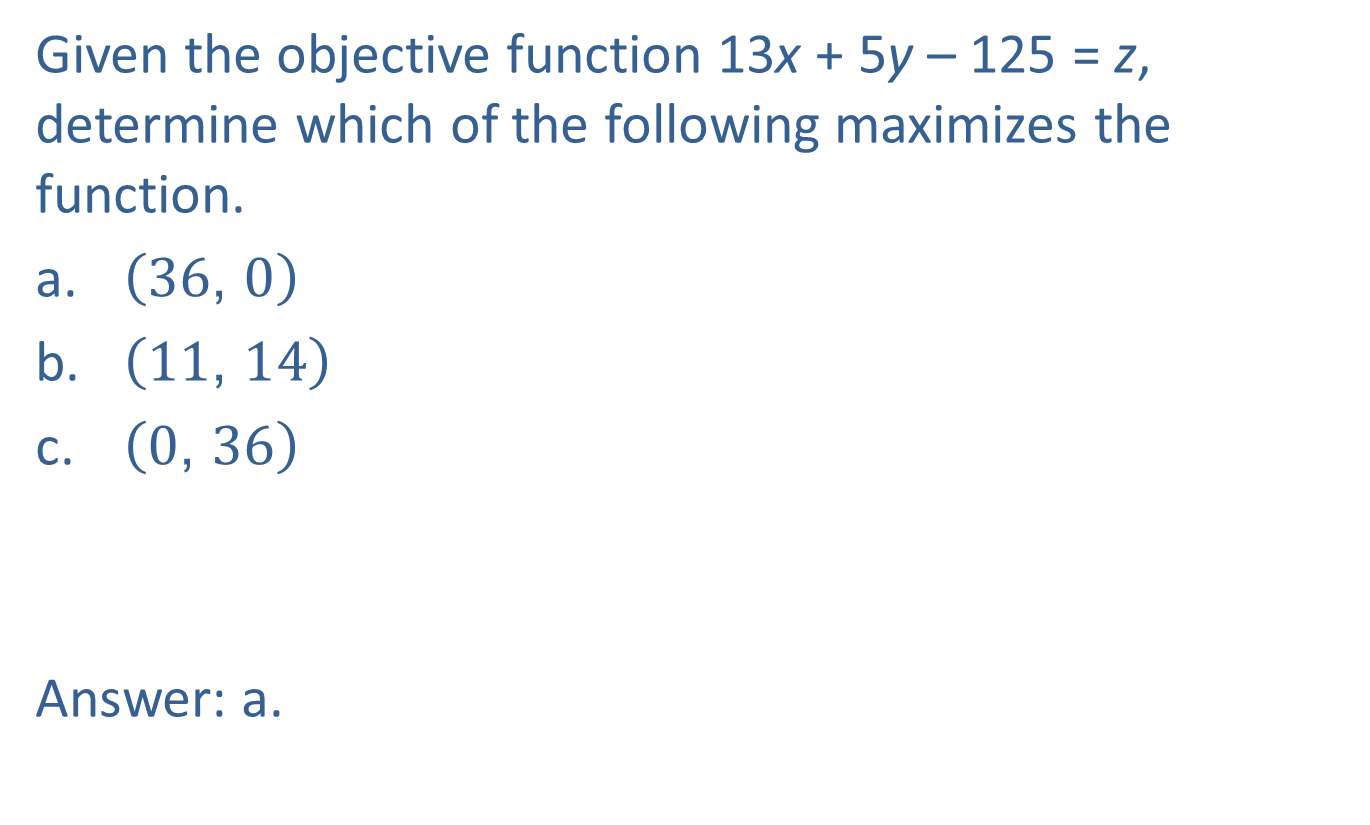 Given the objective function 13x + 5y – 125 = z,
determine which of the following maximizes the
function.
a. (36, 0)
b. (11, 14)
c. (0, 36)
Answer: a.